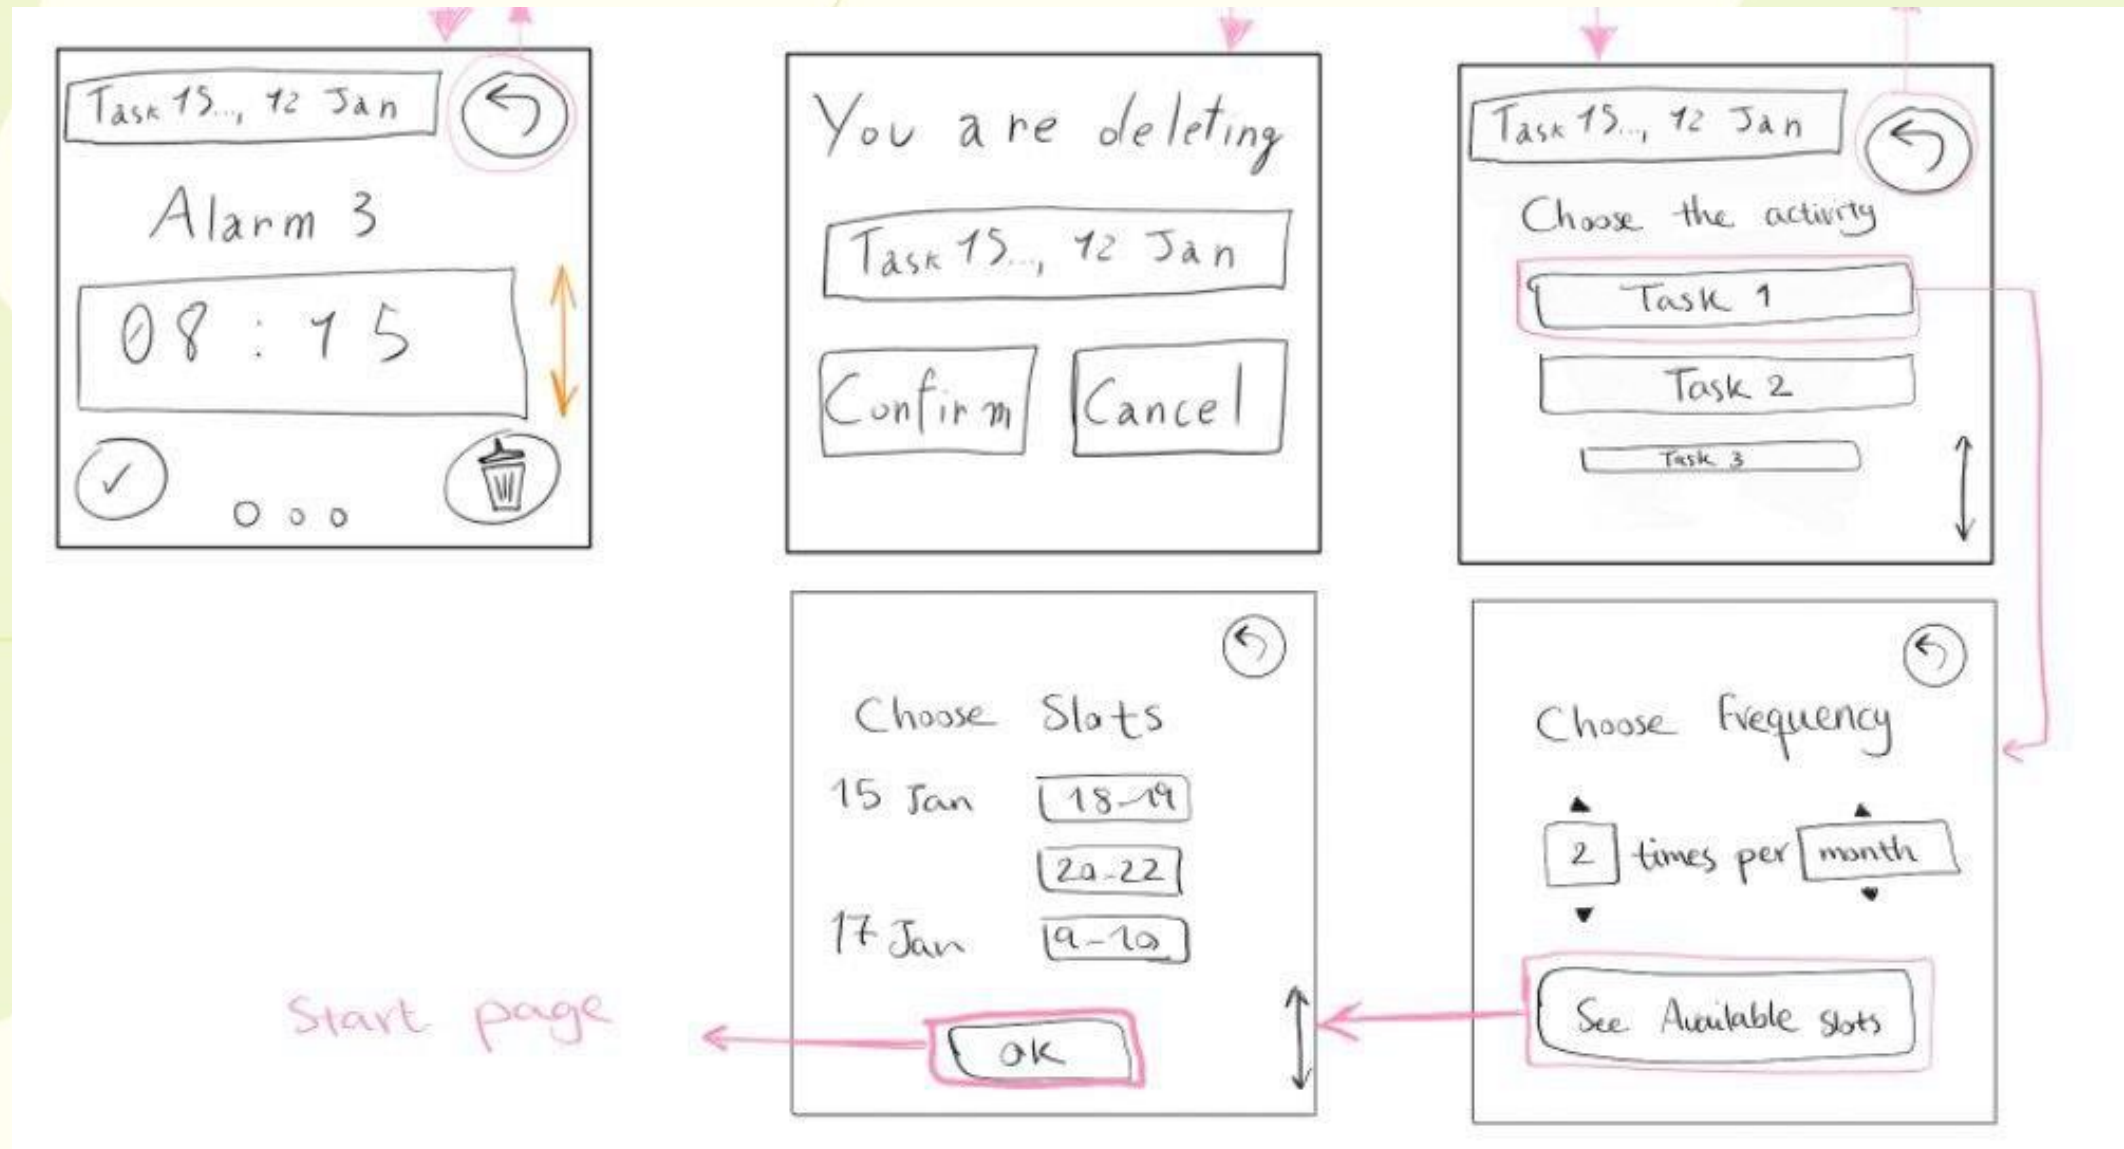 Task 15..., 12 Jan
Alarm 3
08 : 15
You are deleting
Task 15..., 12 Jan
Confirm
Cancel
Task 15..., 12 Jan
Choose the activity
Task 1
Task 2
Task 3
Choose Slots
15 Jan 18-19
20-22
17 Jan 9-10
OK
Start page
Choose frequency
2 times per month
See Available slots